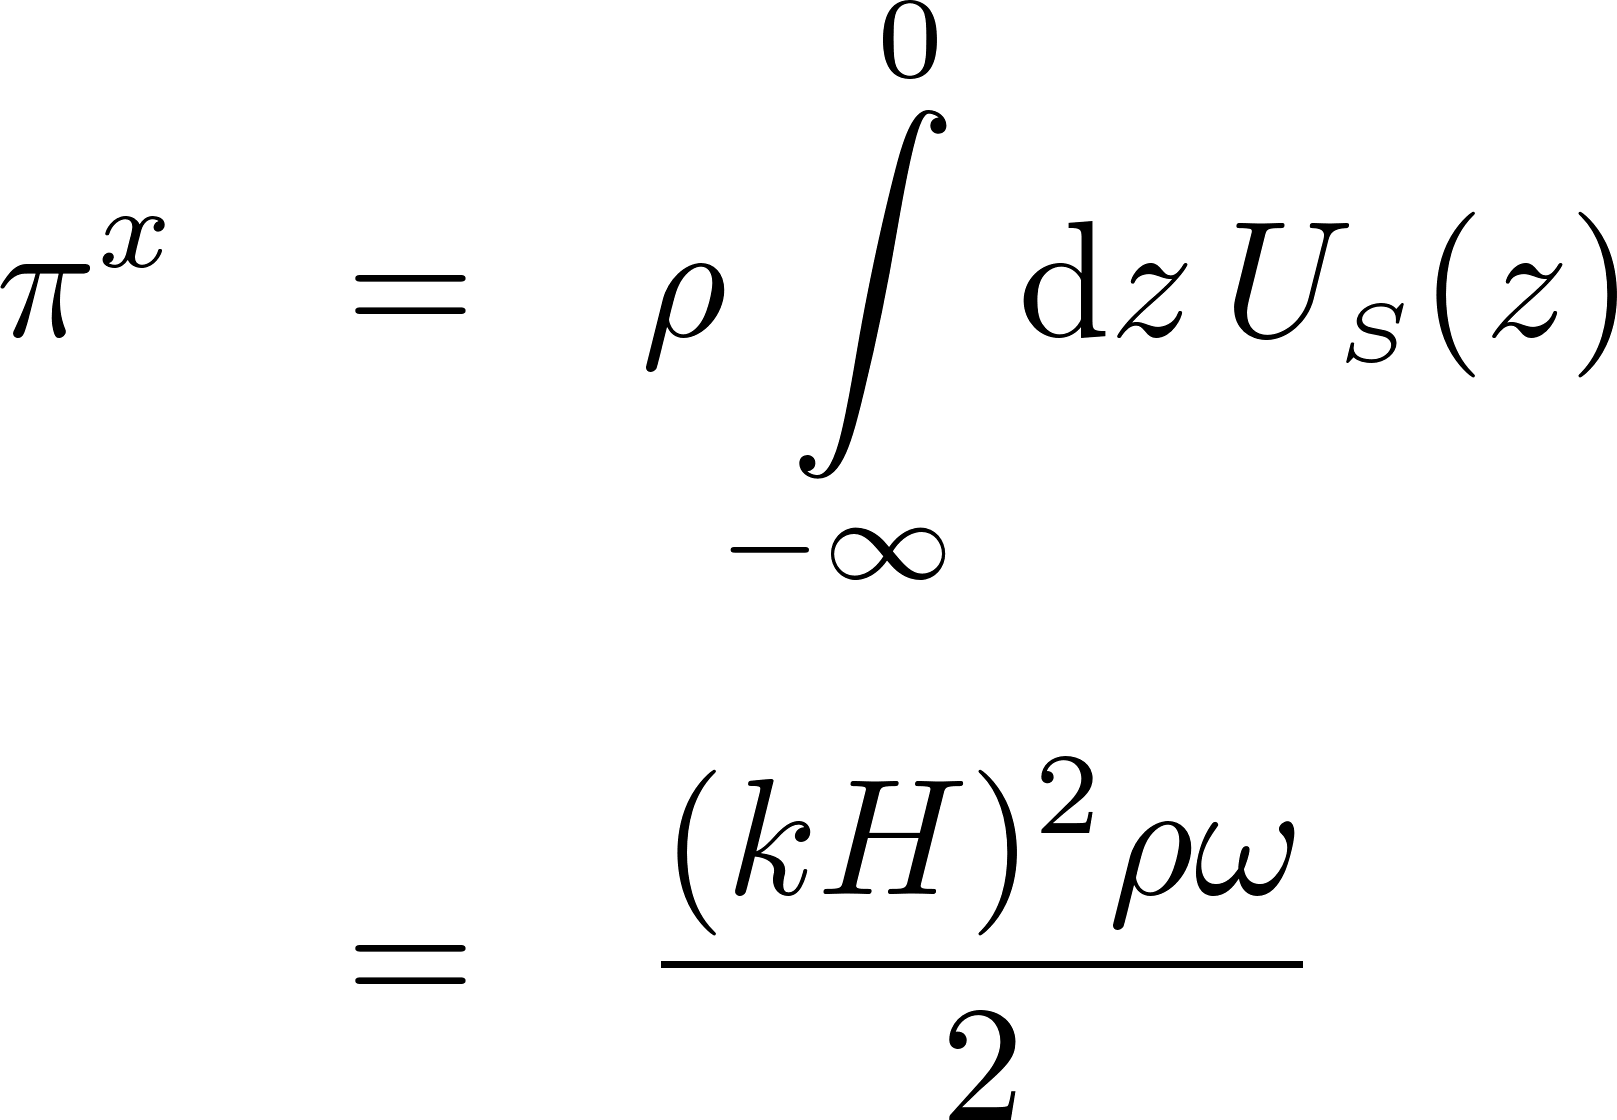 π^x = ρ ∫_{-∞}^{0} dz U_S(z)
= (kH)^2 ρω / 2